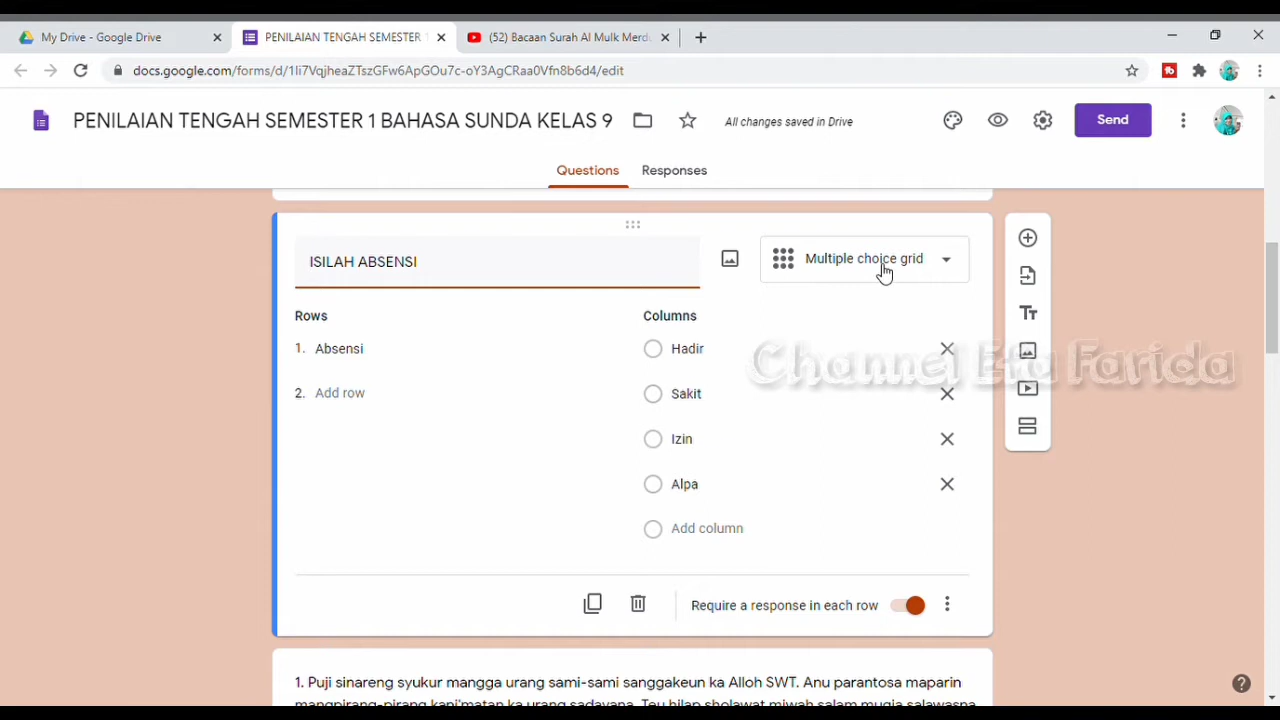 My Drive - Google Drive
PENILAIAN TENGAH SEMESTER 1
(52) Bacaan Surah Al Mulk Merdu
docs.google.com/forms/d/1Ii7VqjheaZTszGFw6ApGOu7c-oY3AgCRaa0Vfn8b6d4/edit
PENILAIAN TENGAH SEMESTER 1 BAHASA SUNDA KELAS 9
All changes saved in Drive
Send
Questions
Responses
ISILAH ABSENSI
Multiple choice grid
Rows
Columns
1. Absensi
Hadir
Channel Efa Farida
2. Add row
Sakit
Izin
Alpa
Add column
Require a response in each row
1. Puji sinareng syukur mangga urang sami-sami sanggakeun ka Alloh SWT. Anu parantosa maparin
mangpirang-pirang kani'matan ka urang sadayana. Teu hilap sholawat miwah salam mugia salawasna